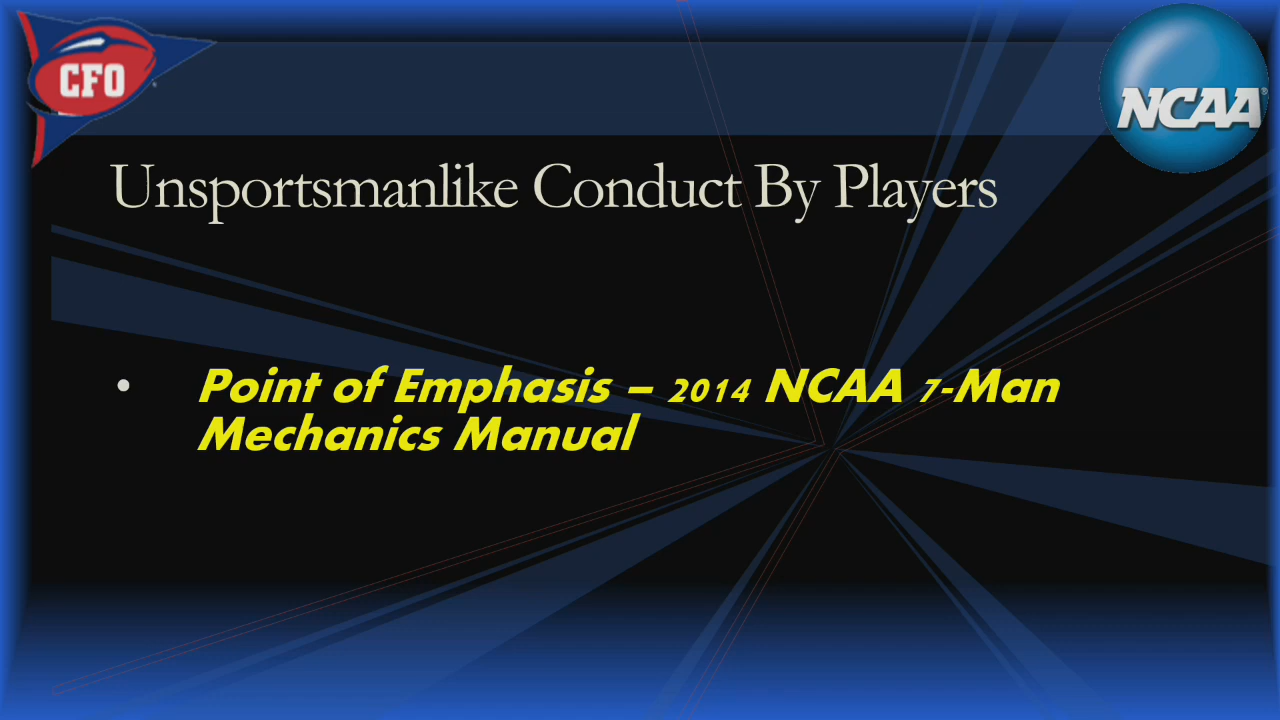 CFO
NCAA®
Unsportsmanlike Conduct By Players
• Point of Emphasis – 2014 NCAA 7-Man
Mechanics Manual